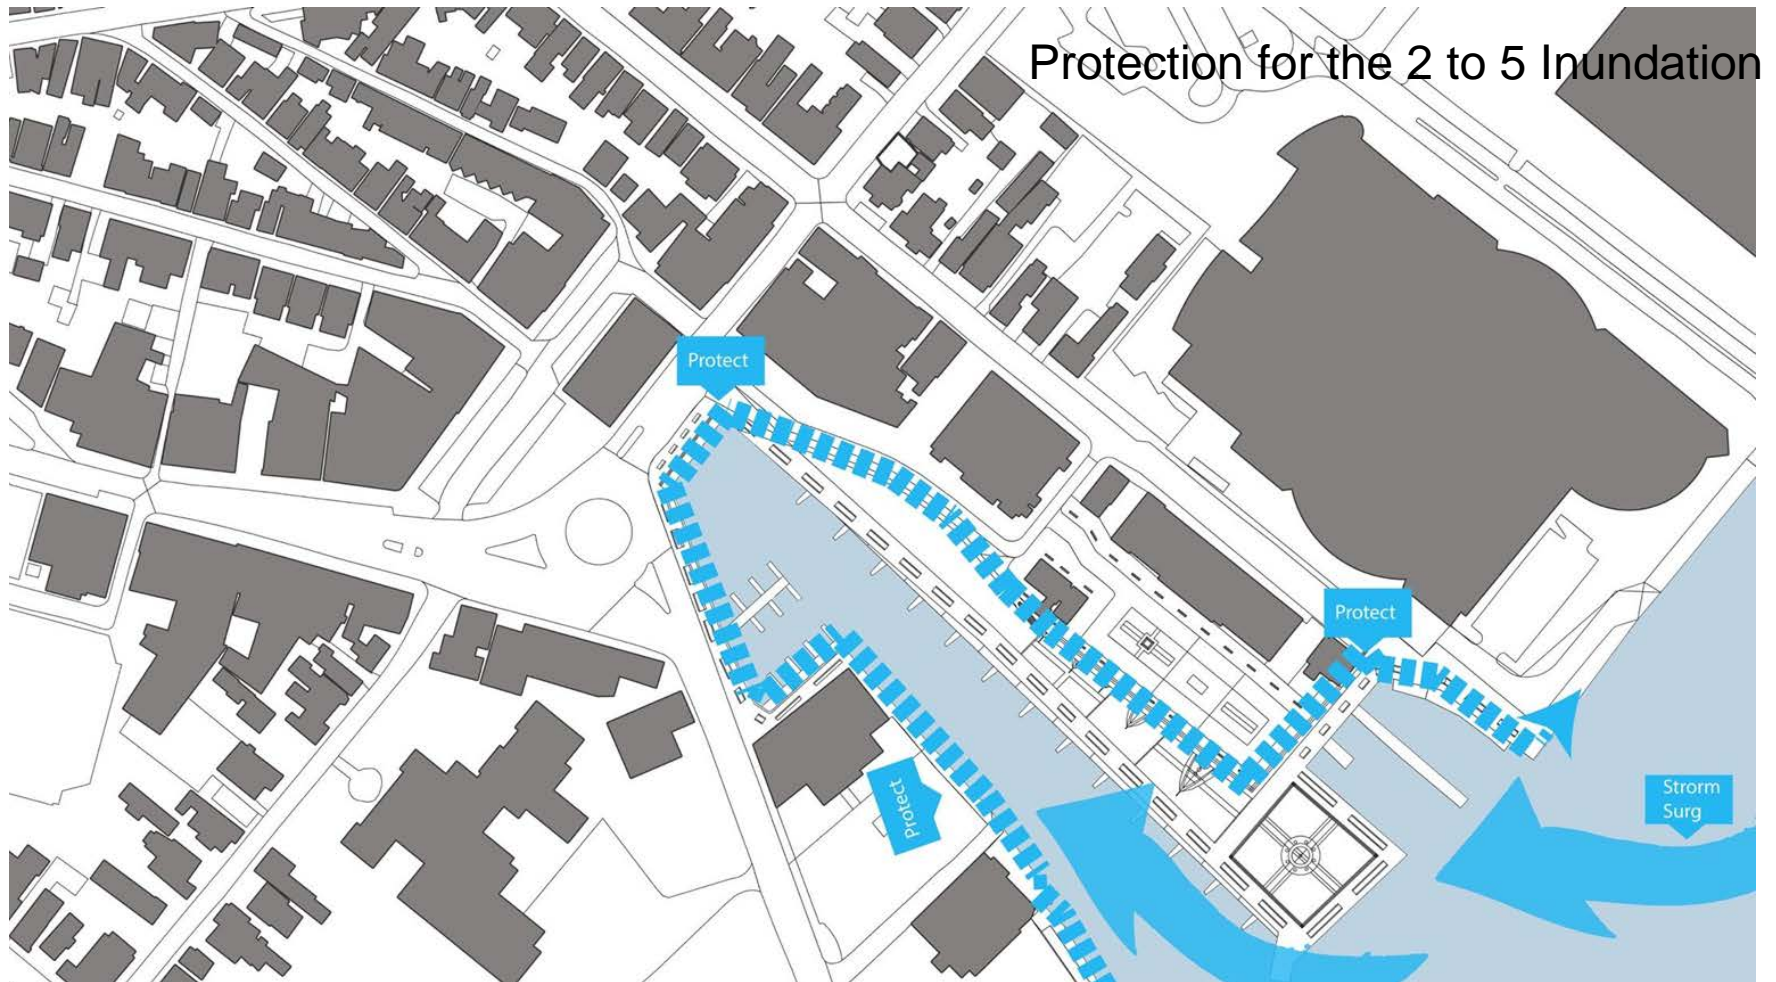 Protection for the 2 to 5 Inundation
Protect
Protect
Protect
Strorm
Surg